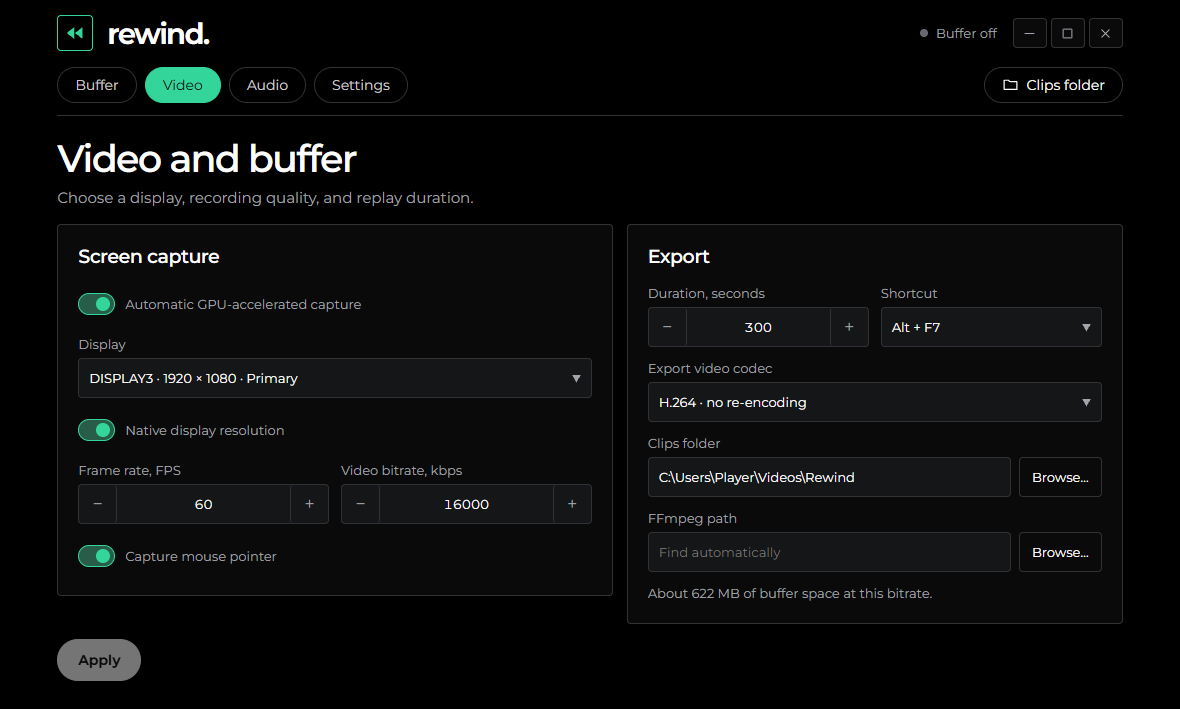 rewind.
Buffer off
Buffer
Video
Audio
Settings
Clips folder
Video and buffer
Choose a display, recording quality, and replay duration.
Screen capture
Automatic GPU-accelerated capture
Display
DISPLAY3 · 1920 × 1080 · Primary
Native display resolution
Frame rate, FPS
Video bitrate, kbps
− 60 +
− 16000 +
Capture mouse pointer
Export
Duration, seconds
Shortcut
− 300 +
Alt + F7
Export video codec
H.264 · no re-encoding
Clips folder
C:\Users\Player\Videos\Rewind
Browse...
FFmpeg path
Find automatically
Browse...
About 622 MB of buffer space at this bitrate.
Apply